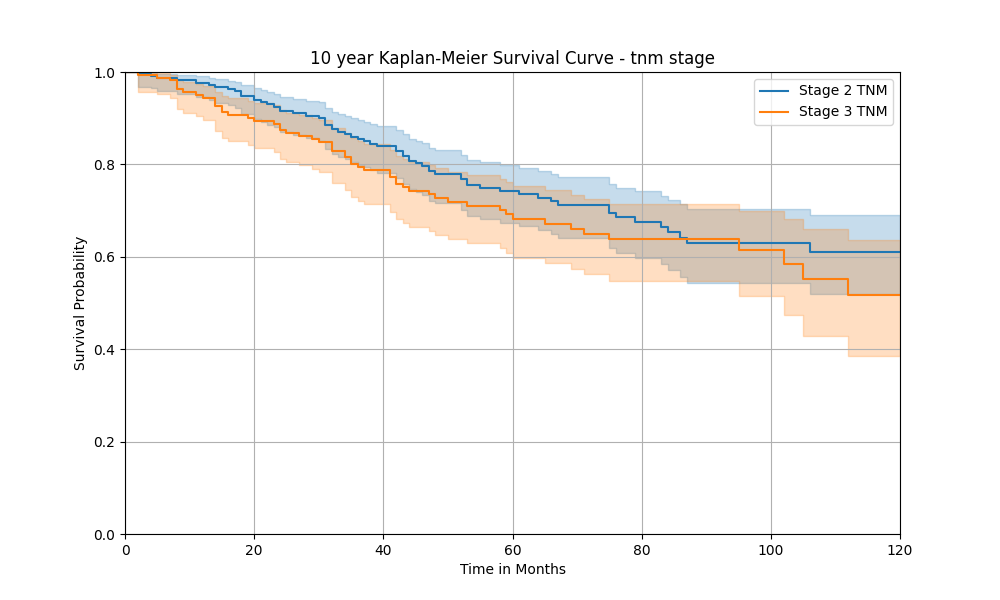 10 year Kaplan-Meier Survival Curve - tnm stage
Stage 2 TNM
Stage 3 TNM
Survival Probability
1.0
0.8
0.6
0.4
0.2
0.0
0 20 40 60 80 100 120
Time in Months